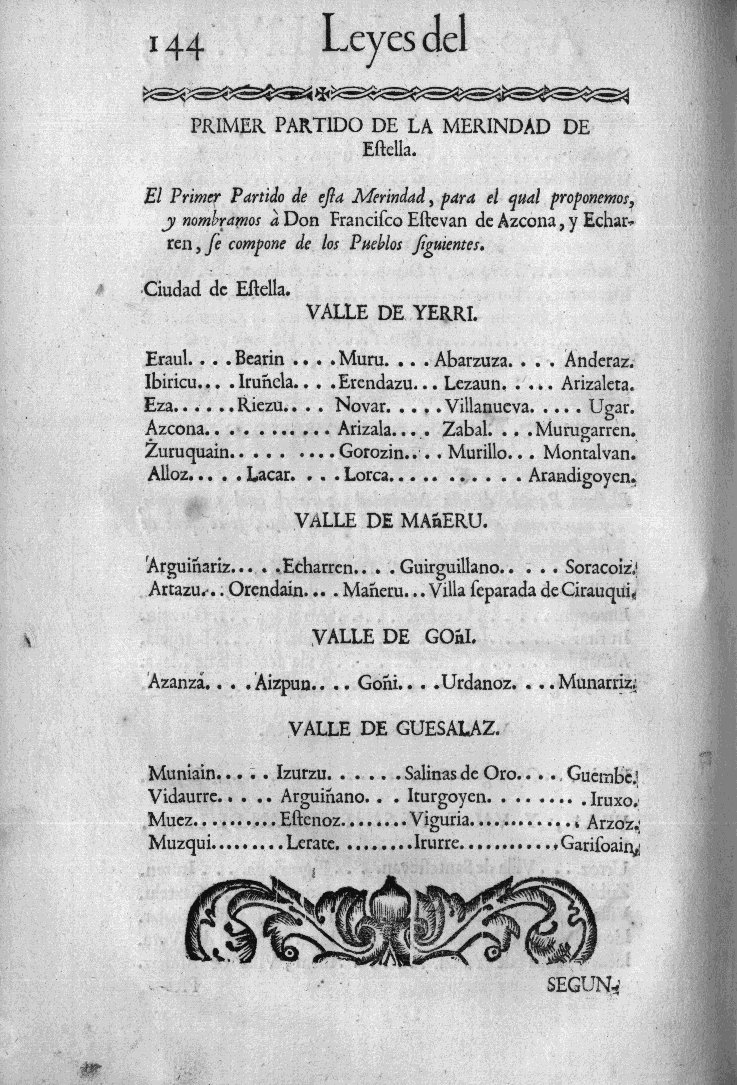 144 Leyes del
PRIMER PARTIDO DE LA MERINDAD DE
Eſtella.
El Primer Partido de eſta Merindad, para el qual proponemos,
y nombramos à Don Franciſco Eſtevan de Azcona, y Echar-
ren, ſe compone de los Pueblos ſiguientes.
Ciudad de Eſtella.
VALLE DE YERRI.
Eraul. . . . Bearin . . . . Muru. . . . Abarzuza. . . . Anderaz.
Ibiricu. . . . Iruñela. . . . Erendazu. . . Lezaun. . . . . . Arizaleta.
Eza. . . . . . Riezu. . . . Novar. . . . . Villanueva. . . . . Ugar.
Azcona. . . . . . . . . . . . Arizala. . . . Zabal. . . . Murugarren.
Zuruquain. . . . . . . . . . Gorozin. . . . Murillo. . . Montalvan.
Alloz. . . . . Lacar. . . . Lorca. . . . . . . . . . . Arandigoyen.
VALLE DE MAñERU.
Arguiñariz. . . . . Echarren. . . . Guirguillano. . . . . Soracoiz.
Artazu. . . Orendain. . . . Mañeru. . . Villa ſeparada de Cirauqui.
VALLE DE GOñI.
Azanzá. . . . Aizpun. . . . Goñi. . . . Urdanoz. . . . Munarriz.
VALLE DE GUESALAZ.
Muniain. . . . . Izurzu. . . . . . . Salinas de Oro. . . . Guembe.
Vidaurre. . . . . Arguiñano. . . Iturgoyen. . . . . . . . . Iruxo.
Muez. . . . . . . . . Eſtenoz. . . . . . . Viguria. . . . . . . . . . . Arzoz.
Muzqui. . . . . . . . Lerate. . . . . . . . . Irurre. . . . . . . . . . . Gariſoain.
SEGUN-